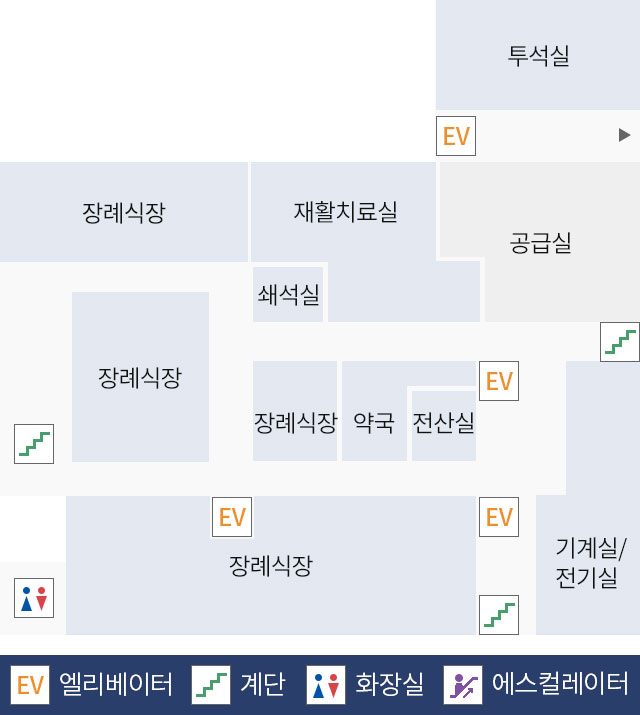 투석실
EV
장례식장
재활치료실
공급실
쇄석실
장례식장
EV
장례식장
약국
전산실
EV
EV
장례식장
기계실/
전기실
EV 엘리베이터 계단 화장실 에스컬레이터